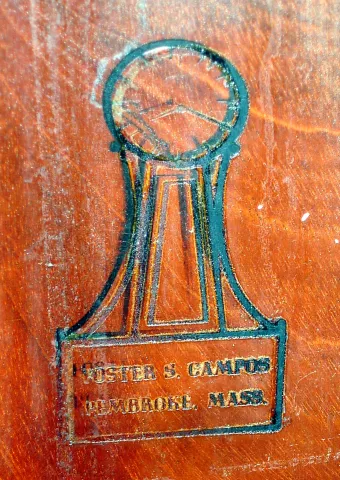 FOSTER S. CAMPOS
PEMBROKE, MASS.